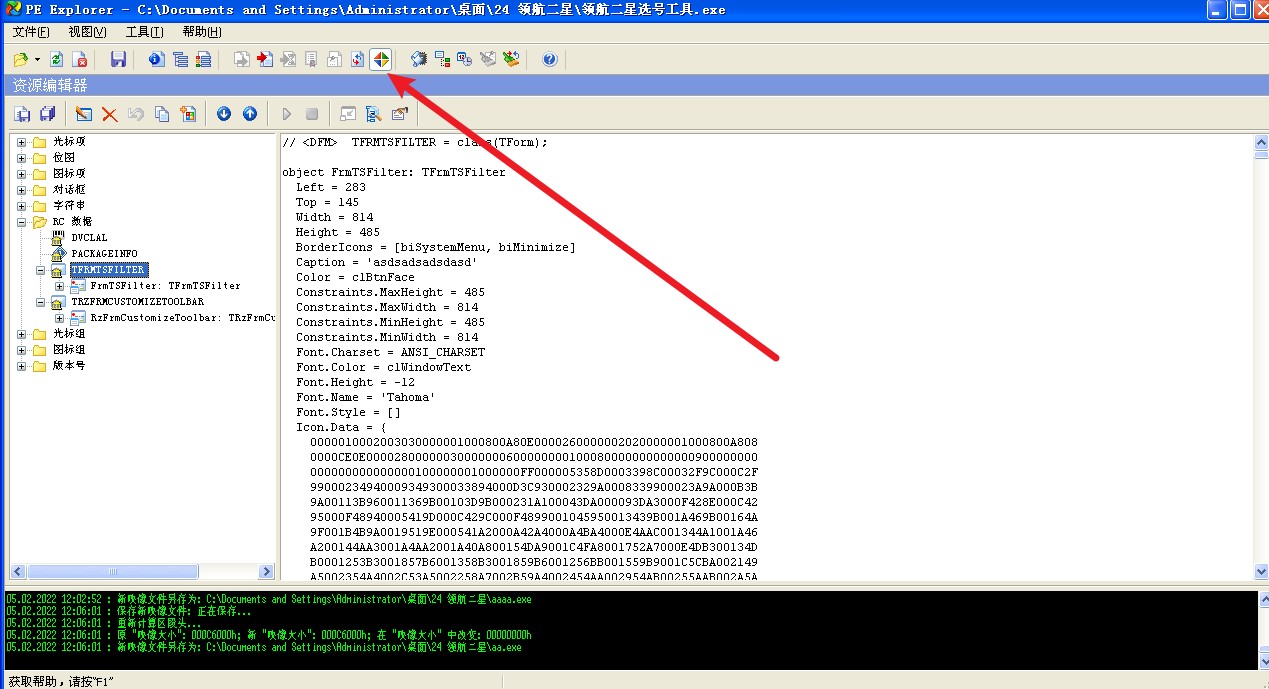 PE Explorer - C:\Documents and Settings\Administrator\桌面\24 领航二星\领航二星选号工具.exe
文件(F) 视图(V) 工具(T) 帮助(H)
资源编辑器
光标项
位图
图标项
对话框
字符串
RC 数据
DVCLAL
PACKAGEINFO
TFRMTSFILTER
FrmTSFilter: TFrmTSFilter
TRZFRMCUSTOMIZETOOLBAR
RzFrmCustomizeToolbar: TRzFrmCu
光标组
图标组
版本号
// <DFM> TFRMTSFILTER = class(TForm);
object FrmTSFilter: TFrmTSFilter
Left = 283
Top = 145
Width = 814
Height = 485
BorderIcons = [biSystemMenu, biMinimize]
Caption = 'asdsadsadsdasd'
Color = clBtnFace
Constraints.MaxHeight = 485
Constraints.MaxWidth = 814
Constraints.MinHeight = 485
Constraints.MinWidth = 814
Font.Charset = ANSI_CHARSET
Font.Color = clWindowText
Font.Height = -12
Font.Name = 'Tahoma'
Font.Style = []
Icon.Data = {
05.02.2022 12:02:52 : 新映像文件另存为: C:\Documents and Settings\Administrator\桌面\24 领航二星\aaaa.exe
05.02.2022 12:06:01 : 保存新映像文件: 正在保存...
05.02.2022 12:06:01 : 重新计算区段头...
05.02.2022 12:06:01 : 原 "映像大小": 000C6000h; 新 "映像大小": 000C6000h; 在 "映像大小" 中改变: 00000000h
05.02.2022 12:06:01 : 新映像文件另存为: C:\Documents and Settings\Administrator\桌面\24 领航二星\aa.exe
获取帮助，请按"F1"